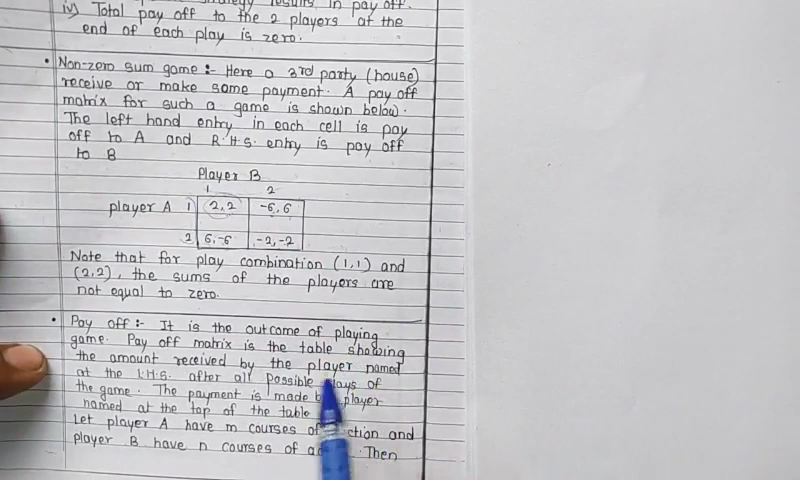 strategy results in pay off.
iv) Total pay off to the 2 players at the
end of each play is zero.
• Non-zero sum game :- Here a 3rd party (house)
receive or make some payment. A pay off
matrix for such a game is shown below.
The left hand entry in each cell is pay
off to A and R.H.S. entry is pay off
to B
Player B
1 2
player A 1 2,2 -6,6
2 6,-6 -2,-2
Note that for play combination (1,1) and
(2,2), the sums of the players are
not equal to zero.
• Pay off :- It is the outcome of playing
game. Pay off matrix is the table showing
the amount received by the player named
at the L.H.S. after all possible plays of
the game. The payment is made player
named at the top of the table
Let player A have m courses of and
player B have n courses of Then